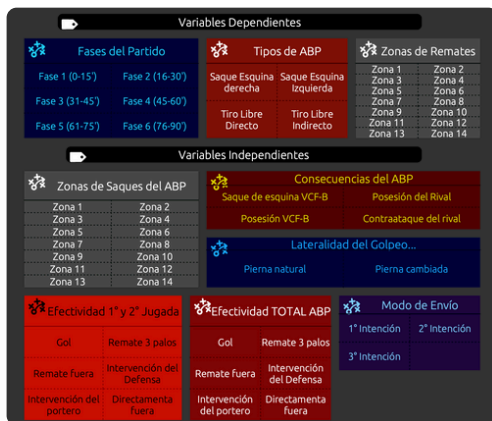 Variables Dependientes
Fases del Partido
Fase 1 (0-15') Fase 2 (16-30')
Fase 3 (31-45') Fase 4 (45-60')
Fase 5 (61-75') Fase 6 (76-90')
Tipos de ABP
Saque Esquina derecha
Saque Esquina Izquierda
Tiro Libre Directo
Tiro Libre Indirecto
Zonas de Remates
Zona 1 Zona 2
Zona 3 Zona 4
Zona 5 Zona 6
Zona 7 Zona 8
Zona 9 Zona 10
Zona 11 Zona 12
Zona 13 Zona 14
Variables Independientes
Zonas de Saques del ABP
Zona 1 Zona 2
Zona 3 Zona 4
Zona 5 Zona 6
Zona 7 Zona 8
Zona 9 Zona 10
Zona 11 Zona 12
Zona 13 Zona 14
Consecuencias del ABP
Saque de esquina VCF-B Posesión del Rival
Posesión VCF-B Contraataque del rival
Lateralidad del Golpeo...
Pierna natural Pierna cambiada
Efectividad 1° y 2° Jugada
Gol Remate 3 palos
Remate fuera
Intervención del Defensa
Intervención del portero
Directamente fuera
Efectividad TOTAL ABP
Gol Remate 3 palos
Remate fuera
Intervención del Defensa
Intervención del portero
Directamente fuera
Modo de Envío
1° Intención 2° Intención
3° Intención